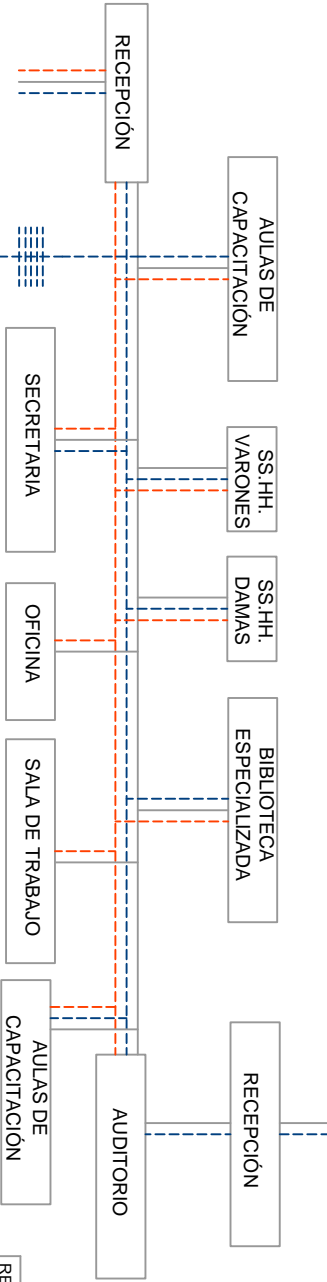 RECEPCIÓN
AULAS DE
CAPACITACIÓN
SS.HH.
VARONES
SS.HH.
DAMAS
BIBLIOTECA
ESPECIALIZADA
RECEPCIÓN
SECRETARIA
OFICINA
SALA DE TRABAJO
AULAS DE
CAPACITACIÓN
AUDITORIO